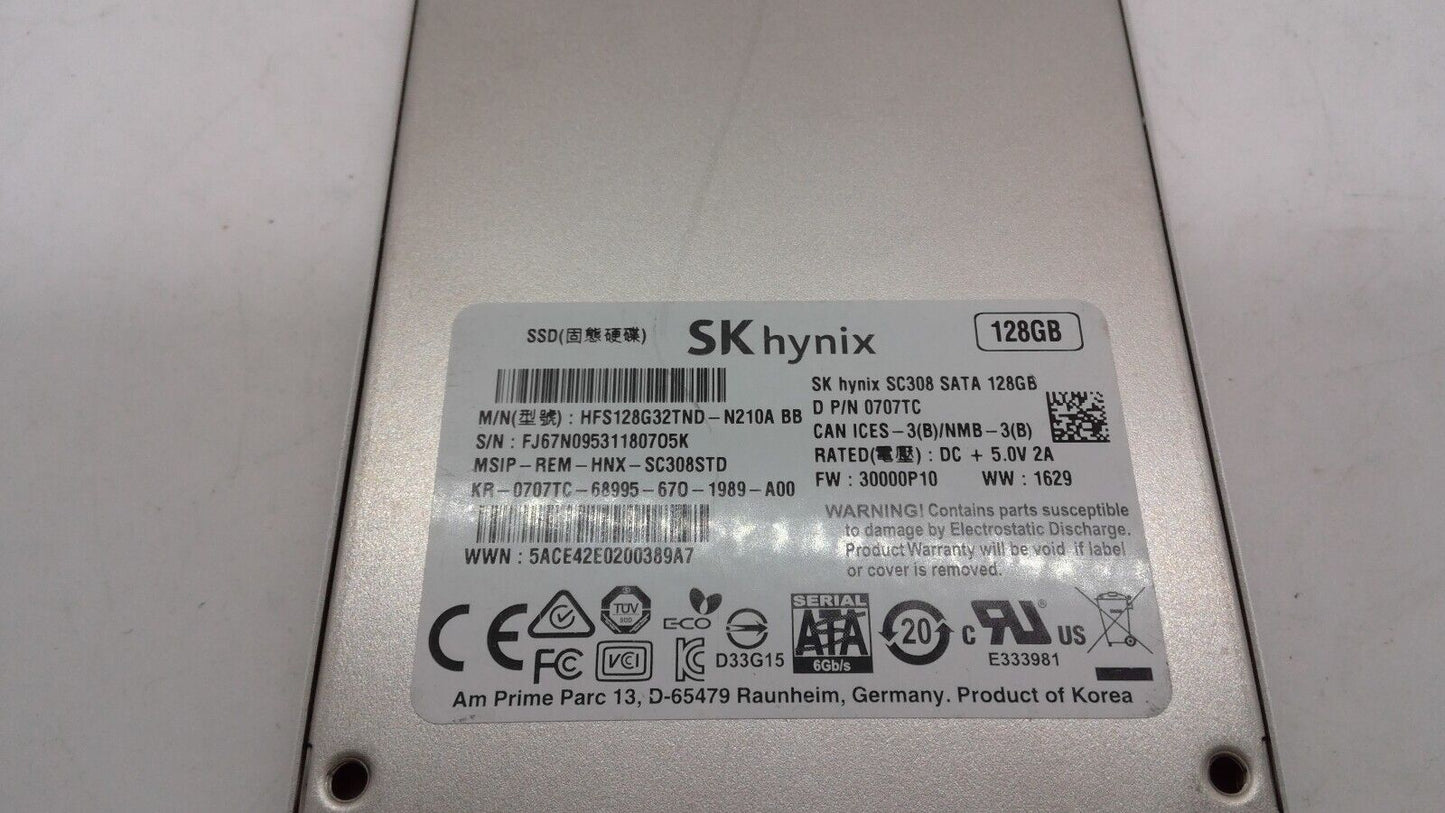 SSD(固態硬碟)
SK hynix
128GB
M/N(型號) : HFS128G32TND-N210A BB
S/N : FJ67N09531180705K
MSIP-REM-HNX-SC308STD
KR-0707TC-68995-670-1989-A00
WWN : 5ACE42E0200389A7
SK hynix SC308 SATA 128GB
D P/N 0707TC
CAN ICES-3(B)/NMB-3(B)
RATED(電壓) : DC + 5.0V 2A
FW : 30000P10 WW : 1629
WARNING! Contains parts susceptible
to damage by Electrostatic Discharge.
Product Warranty will be void if label
or cover is removed.
CE
TÜV
SÜD
ECO
FC
VCI
KC
D33G15
SERIAL
ATA
6Gb/s
20
C RU US
®
E333981
Am Prime Parc 13, D-65479 Raunheim, Germany. Product of Korea